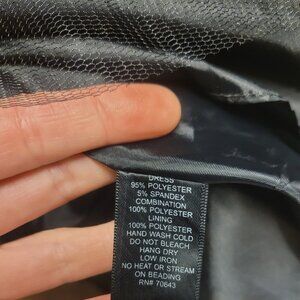 DRESS
95% POLYESTER
5% SPANDEX
COMBINATION
100% POLYESTER
LINING
100% POLYESTER
HAND WASH COLD
DO NOT BLEACH
HANG DRY
LOW IRON
NO HEAT OR STREAM
ON BEADING
RN# 70643